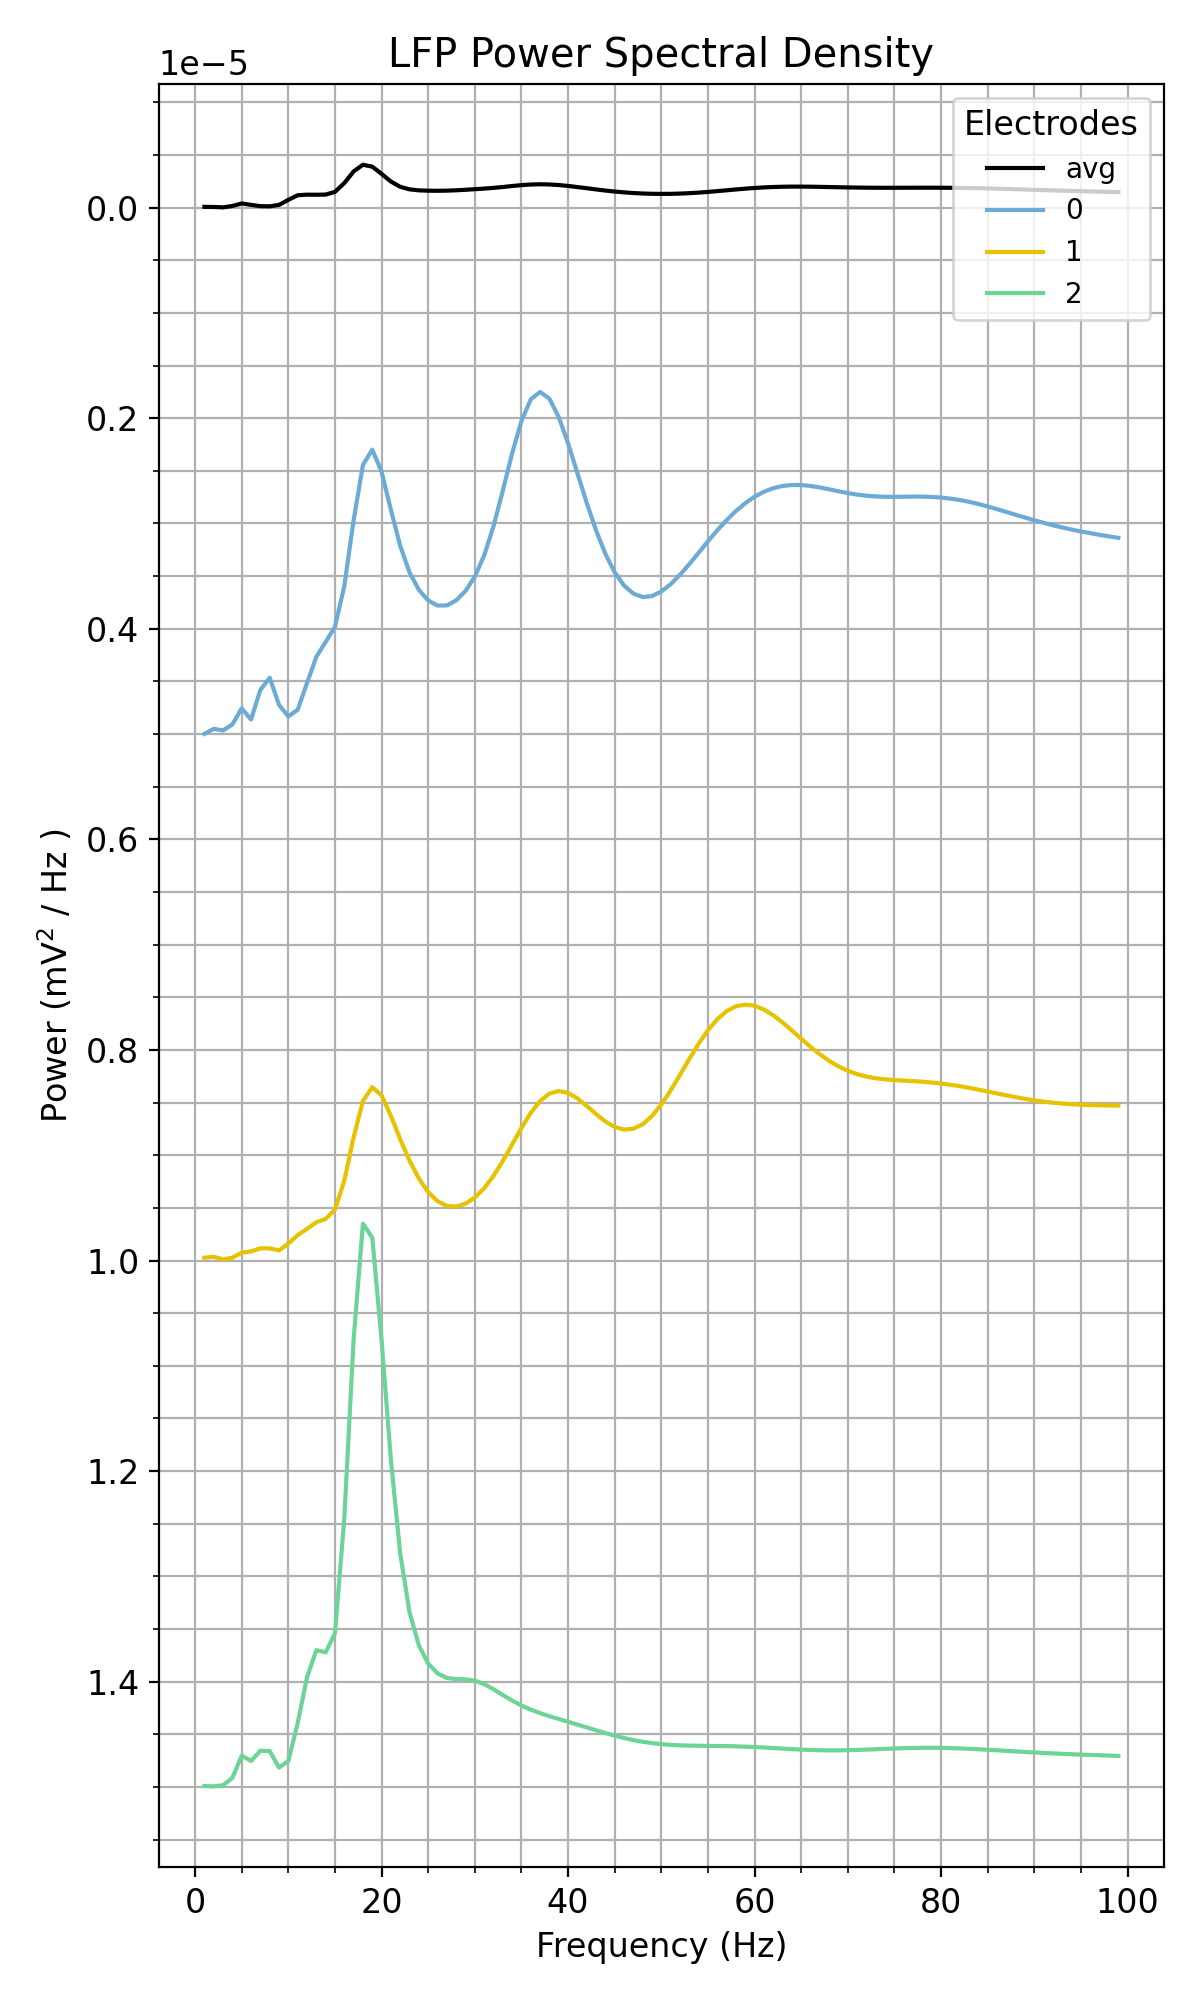 LFP Power Spectral Density
1e−5
Electrodes
avg
0
1
2
0.0
0.2
0.4
0.6
0.8
1.0
1.2
1.4
Power (mV² / Hz )
0 20 40 60 80 100
Frequency (Hz)